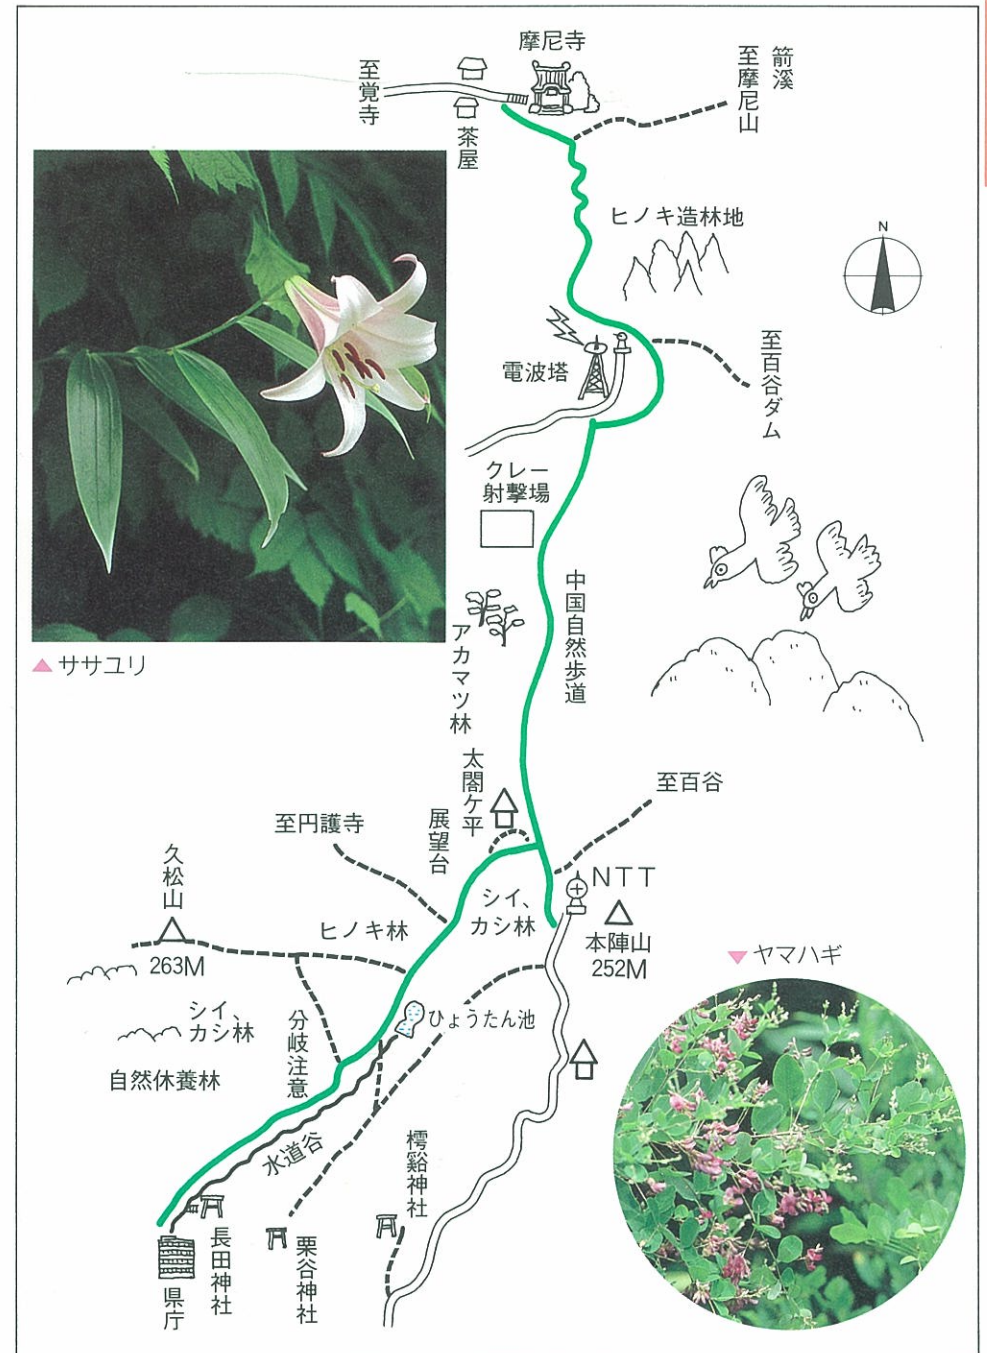 摩尼寺
至覚寺
茶屋
箭渓
至摩尼山
ヒノキ造林地
N
電波塔
至百谷ダム
クレー
射撃場
中国自然歩道
アカマツ林
▲ササユリ
太閤ケ平
展望台
至百谷
至円護寺
久松山
263M
ヒノキ林
シイ、
カシ林
NTT
本陣山
252M
▼ヤマハギ
シイ、
カシ林
自然休養林
分岐注意
ひょうたん池
水道谷
樗谿神社
長田神社
栗谷神社
県庁